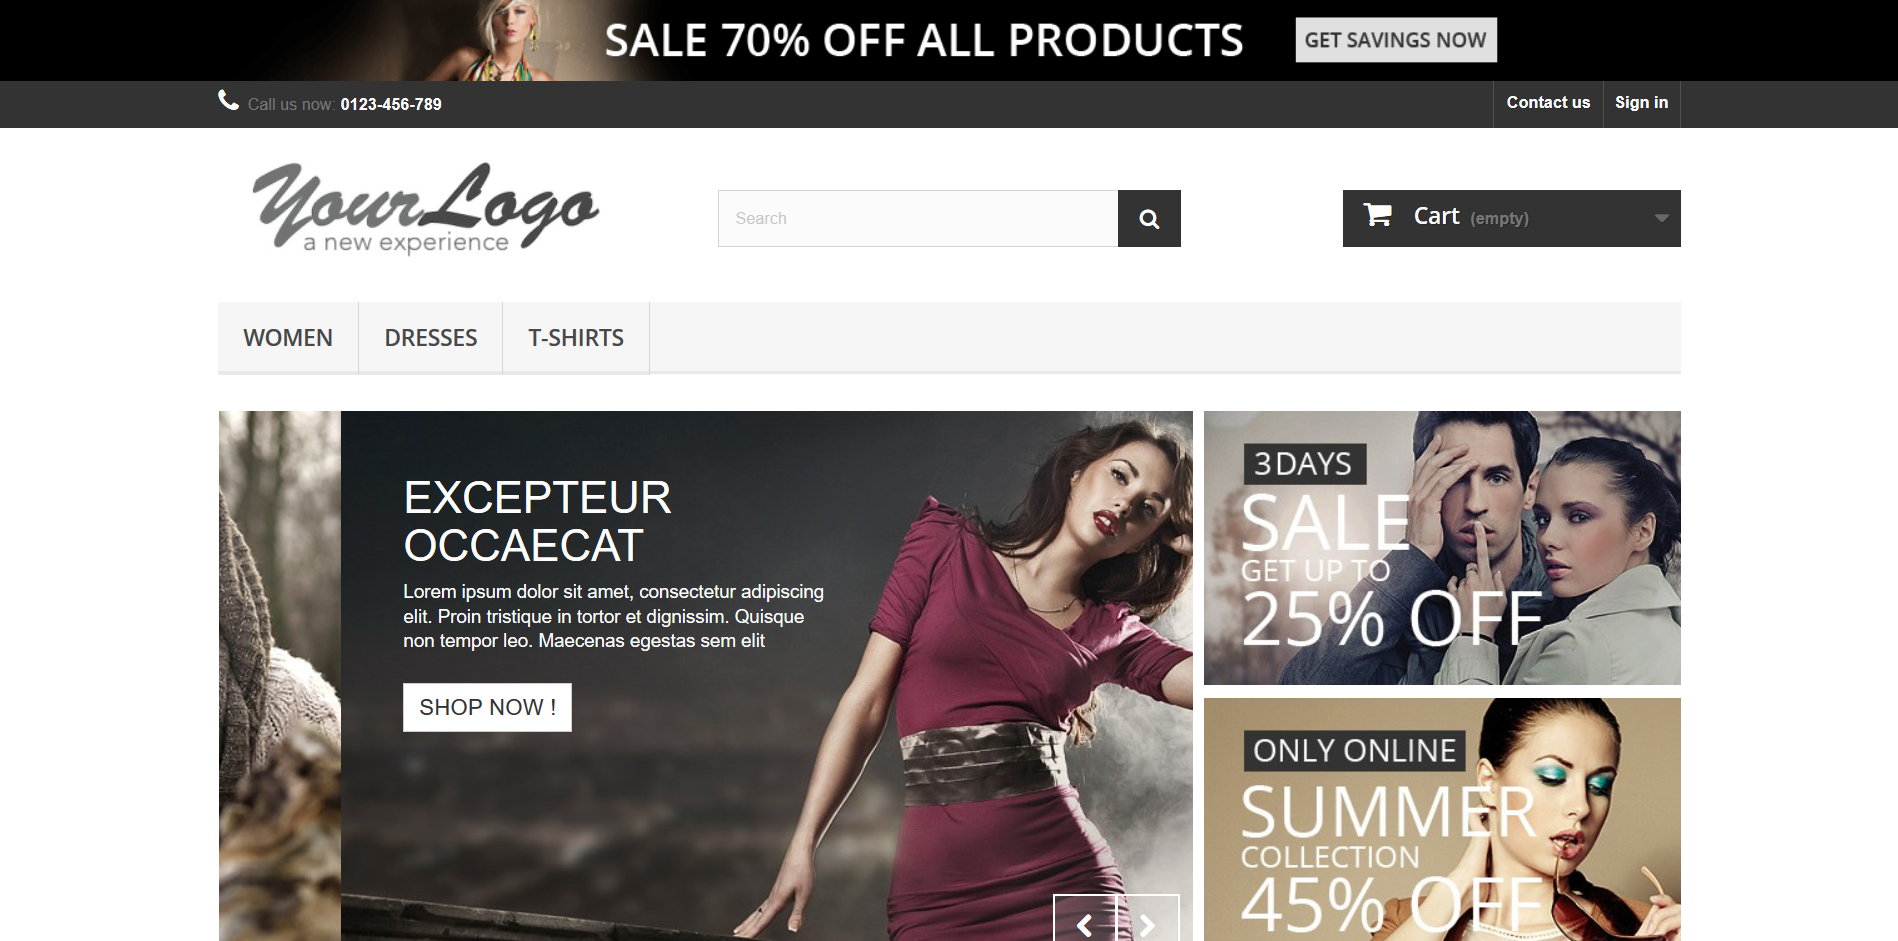 SALE 70% OFF ALL PRODUCTS
GET SAVINGS NOW
Call us now: 0123-456-789
Contact us
Sign in
YourLogo
a new experience
Search
Cart (empty)
WOMEN
DRESSES
T-SHIRTS
EXCEPTEUR
OCCAECAT
Lorem ipsum dolor sit amet, consectetur adipiscing
elit. Proin tristique in tortor et dignissim. Quisque
non tempor leo. Maecenas egestas sem elit
SHOP NOW !
3 DAYS
SALE
GET UP TO
25% OFF
ONLY ONLINE
SUMMER
COLLECTION
45% OFF